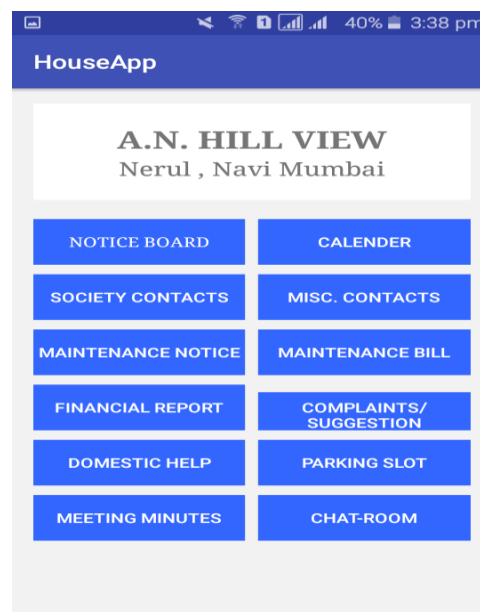 1 40% 3:38 pm
HouseApp
A.N. HILL VIEW
Nerul , Navi Mumbai
NOTICE BOARD
CALENDER
SOCIETY CONTACTS
MISC. CONTACTS
MAINTENANCE NOTICE
MAINTENANCE BILL
FINANCIAL REPORT
COMPLAINTS/
SUGGESTION
DOMESTIC HELP
PARKING SLOT
MEETING MINUTES
CHAT-ROOM